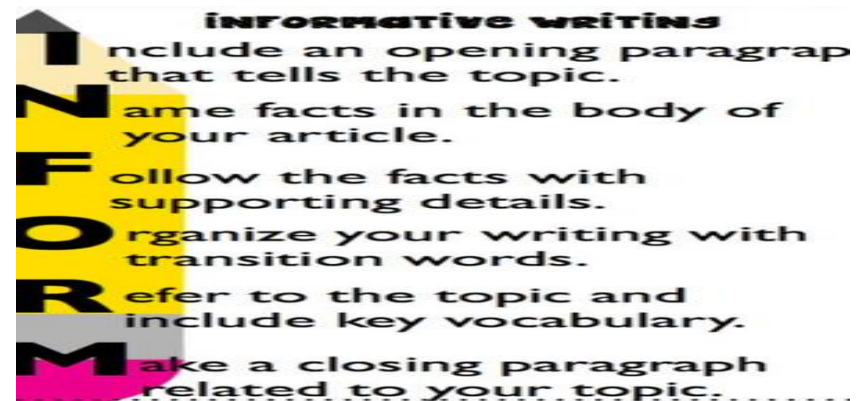 INFORMATIVE WRITING
Include an opening paragrap
that tells the topic.
Name facts in the body of
your article.
Follow the facts with
supporting details.
Organize your writing with
transition words.
Refer to the topic and
include key vocabulary.
Make a closing paragraph
related to your topic.